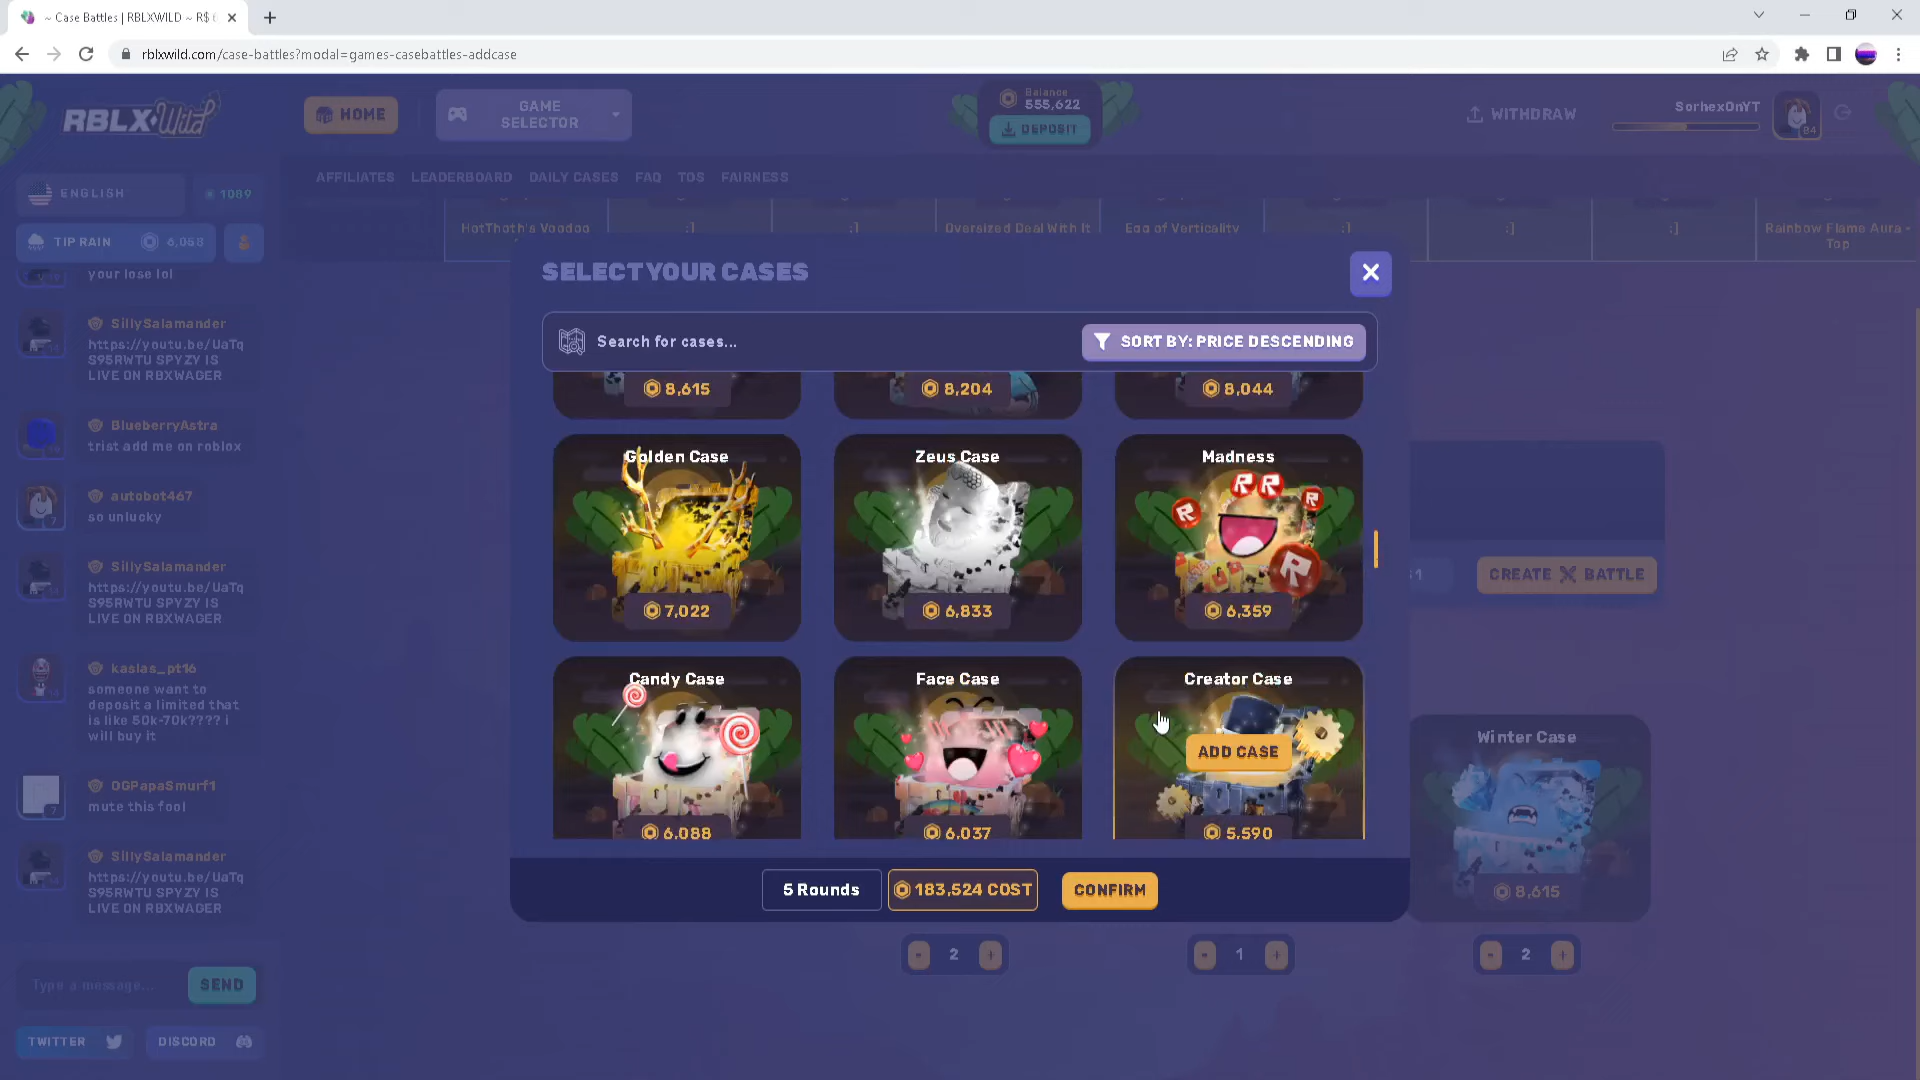 ~ Case Battles | RBLXWILD ~ R$ 6
rblxwild.com/case-battles?modal=games-casebattles-addcase
RBLX Wild
HOME
GAME
SELECTOR
Balance
555,622
DEPOSIT
WITHDRAW
SorhexOnYT
84
ENGLISH
1089
AFFILIATES
LEADERBOARD
DAILY CASES
FAQ
TOS
FAIRNESS
TIP RAIN
6,068
HotThoth's Voodoo
:]
:]
Oversized Deal With It
Egg of Verticality
:]
:]
:]
Rainbow Flame Aura -
Top
your lose lol
SillySalamander
https://youtu.be/UaTq
S95RWTU SPYZY IS
LIVE ON RBXWAGER
BlueberryAstra
trist add me on roblox
autobot467
so unlucky
7
SillySalamander
https://youtu.be/UaTq
S95RWTU SPYZY IS
LIVE ON RBXWAGER
kaslas_pt16
someone want to
deposit a limited that
is like 50k-70k???? i
will buy it
OGPapaSmurf1
mute this fool
7
SillySalamander
https://youtu.be/UaTq
S95RWTU SPYZY IS
LIVE ON RBXWAGER
Type a message...
SEND
TWITTER
DISCORD
SELECT YOUR CASES
Search for cases...
SORT BY: PRICE DESCENDING
8,615
8,204
8,044
Golden Case
7,022
Zeus Case
6,833
Madness
6,359
Candy Case
6,088
Face Case
6,037
Creator Case
ADD CASE
5,590
5 Rounds
183,524 COST
CONFIRM
CREATE BATTLE
Winter Case
8,615
- 2 +
- 1 +
- 2 +